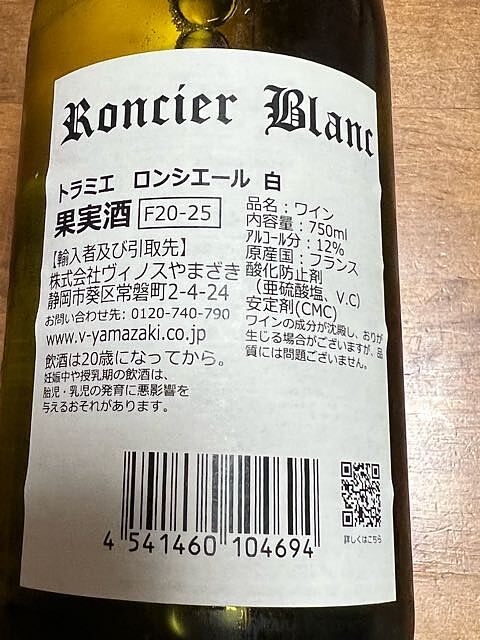 Roncier Blanc
トラミエ ロンシエール 白
果実酒 F20-25
【輸入者及び引取先】
株式会社ヴィノスやまざき
静岡市葵区常磐町2-4-24
お問い合わせ先：0120-740-790
www.v-yamazaki.co.jp
飲酒は20歳になってから。
妊娠中や授乳期の飲酒は、
胎児・乳児の発育に悪影響を
与えるおそれがあります。
品名：ワイン
内容量：750ml
アルコール分：12%
原産国：フランス
酸化防止剤
（亜硫酸塩、V.C）
安定剤(CMC)
ワインの成分が沈殿し、おりが
生じる場合がございますが、品
質には問題ございません。
4 541460 104694
詳しくはこちら